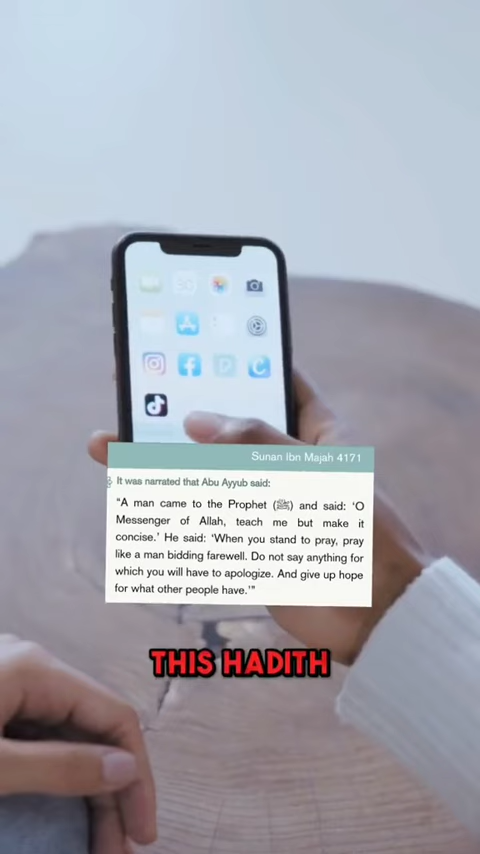 Sunan Ibn Majah 4171
It was narrated that Abu Ayyub said:
"A man came to the Prophet (ﷺ) and said: 'O
Messenger of Allah, teach me but make it
concise.' He said: 'When you stand to pray, pray
like a man bidding farewell. Do not say anything for
which you will have to apologize. And give up hope
for what other people have.'"
THIS HADITH